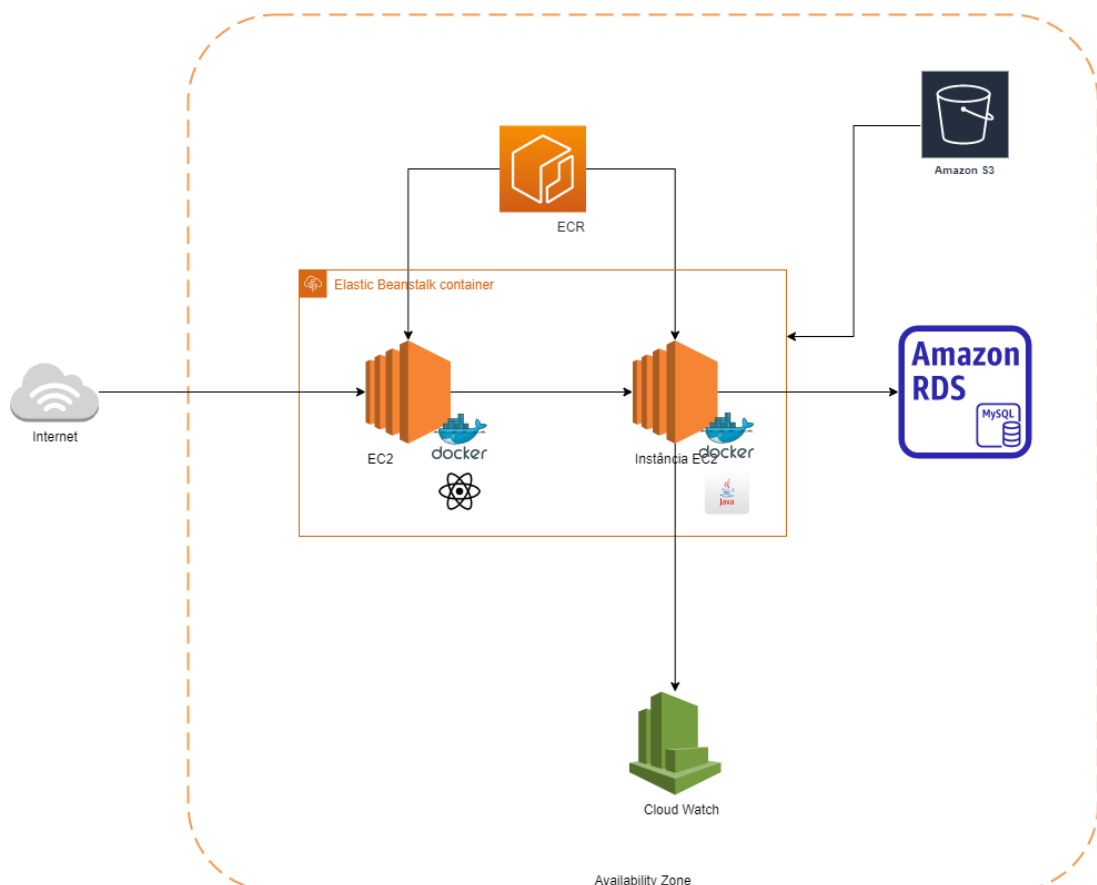 Amazon S3
ECR
Elastic Beanstalk container
Amazon
RDS
MySQL
Internet
EC2
docker
Instância EC2
docker
Java
Cloud Watch
Availability Zone